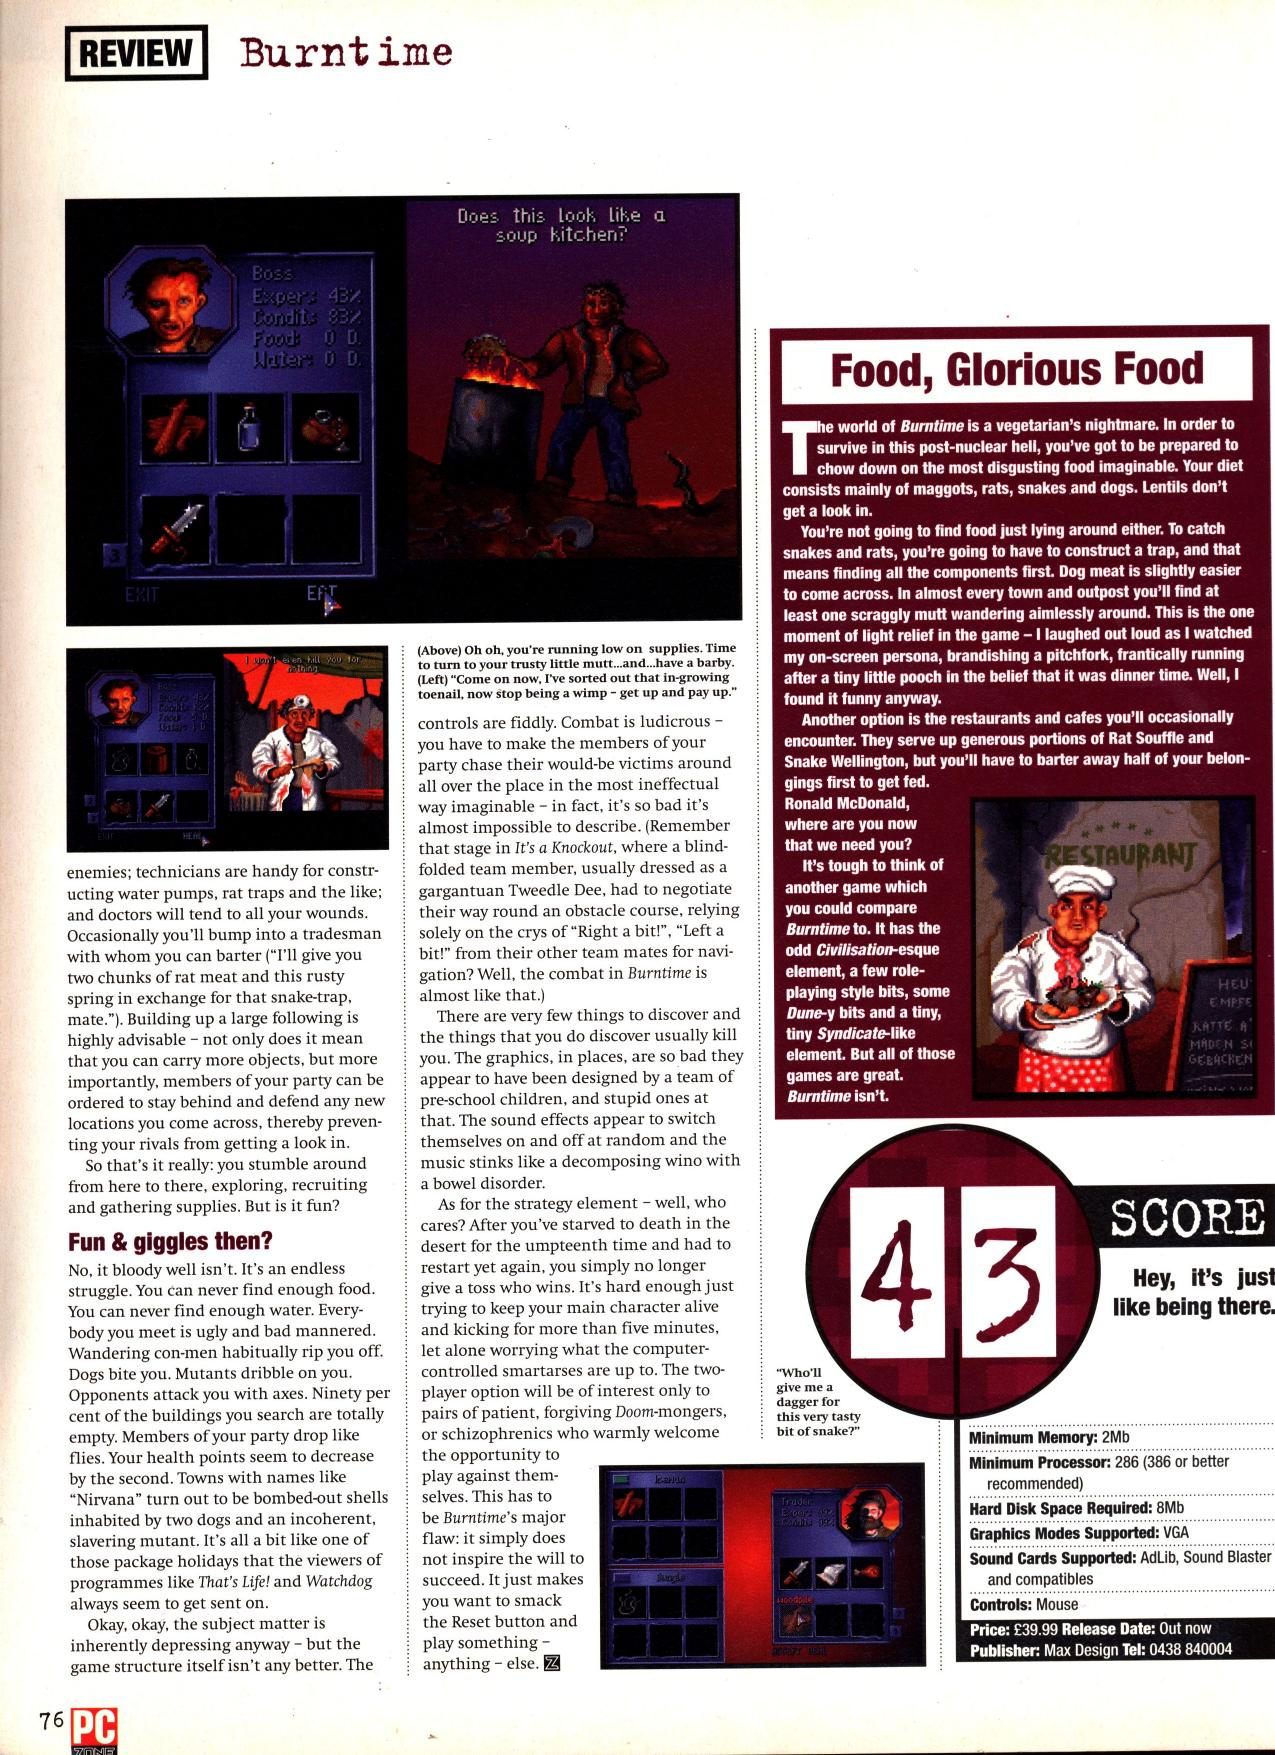 REVIEW Burntime
Does this look like a
soup kitchen?
Boss
Exper: 43%
Condit: 83%
Food: 0 D.
Water: 0 D.
3
EXIT
EAT
I won't even kill you for
nothing.
(Above) Oh oh, you're running low on supplies. Time
to turn to your trusty little mutt...and...have a barby.
(Left) "Come on now, I've sorted out that in-growing
toenail, now stop being a wimp – get up and pay up."
enemies; technicians are handy for constr-
ucting water pumps, rat traps and the like;
and doctors will tend to all your wounds.
Occasionally you'll bump into a tradesman
with whom you can barter ("I'll give you
two chunks of rat meat and this rusty
spring in exchange for that snake-trap,
mate."). Building up a large following is
highly advisable – not only does it mean
that you can carry more objects, but more
importantly, members of your party can be
ordered to stay behind and defend any new
locations you come across, thereby preven-
ting your rivals from getting a look in.
So that's it really: you stumble around
from here to there, exploring, recruiting
and gathering supplies. But is it fun?
Fun & giggles then?
No, it bloody well isn't. It's an endless
struggle. You can never find enough food.
You can never find enough water. Every-
body you meet is ugly and bad mannered.
Wandering con-men habitually rip you off.
Dogs bite you. Mutants dribble on you.
Opponents attack you with axes. Ninety per
cent of the buildings you search are totally
empty. Members of your party drop like
flies. Your health points seem to decrease
by the second. Towns with names like
"Nirvana" turn out to be bombed-out shells
inhabited by two dogs and an incoherent,
slavering mutant. It's all a bit like one of
those package holidays that the viewers of
programmes like That's Life! and Watchdog
always seem to get sent on.
Okay, okay, the subject matter is
inherently depressing anyway – but the
game structure itself isn't any better. The
controls are fiddly. Combat is ludicrous –
you have to make the members of your
party chase their would-be victims around
all over the place in the most ineffectual
way imaginable – in fact, it's so bad it's
almost impossible to describe. (Remember
that stage in It's a Knockout, where a blind-
folded team member, usually dressed as a
gargantuan Tweedle Dee, had to negotiate
their way round an obstacle course, relying
solely on the crys of "Right a bit!", "Left a
bit!" from their other team mates for navi-
gation? Well, the combat in Burntime is
almost like that.)
There are very few things to discover and
the things that you do discover usually kill
you. The graphics, in places, are so bad they
appear to have been designed by a team of
pre-school children, and stupid ones at
that. The sound effects appear to switch
themselves on and off at random and the
music stinks like a decomposing wino with
a bowel disorder.
As for the strategy element – well, who
cares? After you've starved to death in the
desert for the umpteenth time and had to
restart yet again, you simply no longer
give a toss who wins. It's hard enough just
trying to keep your main character alive
and kicking for more than five minutes,
let alone worrying what the computer-
controlled smartarses are up to. The two-
player option will be of interest only to
pairs of patient, forgiving Doom-mongers,
or schizophrenics who warmly welcome
the opportunity to
play against them-
selves. This has to
be Burntime's major
flaw: it simply does
not inspire the will to
succeed. It just makes
you want to smack
the Reset button and
play something –
anything – else. Z
Food, Glorious Food
The world of Burntime is a vegetarian's nightmare. In order to
survive in this post-nuclear hell, you've got to be prepared to
chow down on the most disgusting food imaginable. Your diet
consists mainly of maggots, rats, snakes and dogs. Lentils don't
get a look in.
You're not going to find food just lying around either. To catch
snakes and rats, you're going to have to construct a trap, and that
means finding all the components first. Dog meat is slightly easier
to come across. In almost every town and outpost you'll find at
least one scraggly mutt wandering aimlessly around. This is the one
moment of light relief in the game – I laughed out loud as I watched
my on-screen persona, brandishing a pitchfork, frantically running
after a tiny little pooch in the belief that it was dinner time. Well, I
found it funny anyway.
Another option is the restaurants and cafes you'll occasionally
encounter. They serve up generous portions of Rat Souffle and
Snake Wellington, but you'll have to barter away half of your belon-
gings first to get fed.
Ronald McDonald,
where are you now
that we need you?
It's tough to think of
another game which
you could compare
Burntime to. It has the
odd Civilisation-esque
element, a few role-
playing style bits, some
Dune-y bits and a tiny,
tiny Syndicate-like
element. But all of those
games are great.
Burntime isn't.
RESTAURANT
HEU
EMPFE
RATTE A
MADEN S
GEBACKEN
43
SCORE
Hey, it's just
like being there.
"Who'll
give me a
dagger for
this very tasty
bit of snake?"
Trader
Minimum Memory: 2Mb
Minimum Processor: 286 (386 or better
recommended)
Hard Disk Space Required: 8Mb
Graphics Modes Supported: VGA
Sound Cards Supported: AdLib, Sound Blaster
and compatibles
Controls: Mouse
Price: £39.99 Release Date: Out now
Publisher: Max Design Tel: 0438 840004
76 PC
ZONE